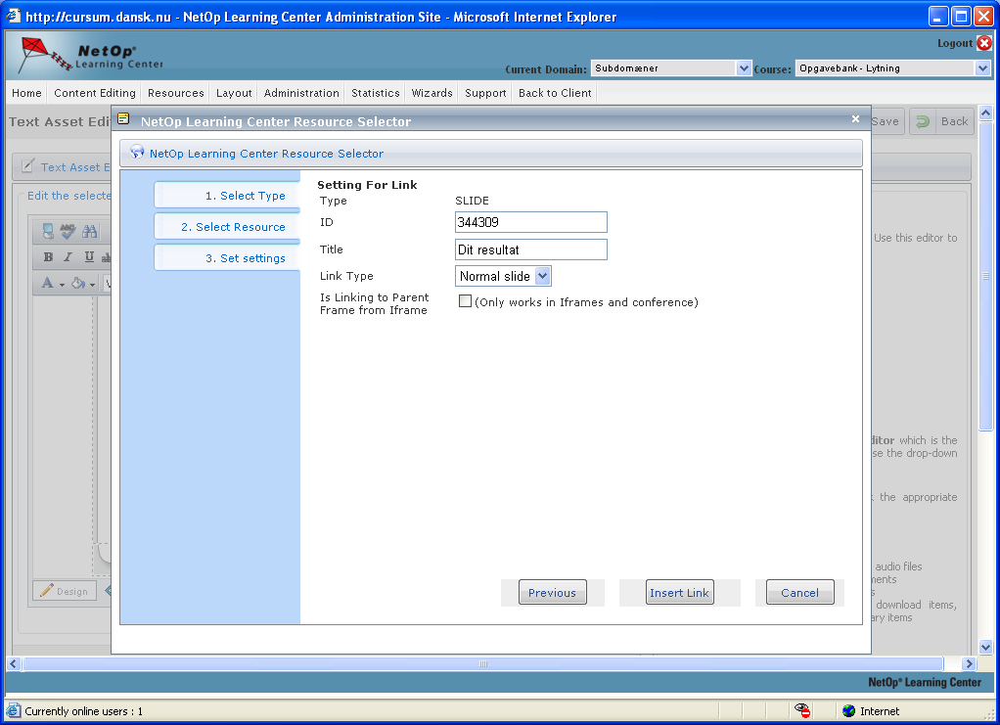 http://cursum.dansk.nu - NetOp Learning Center Administration Site - Microsoft Internet Explorer
NetOp®
Learning Center
Logout
Current Domain: Subdomæner Course: Opgavebank - Lytning
Home Content Editing Resources Layout Administration Statistics Wizards Support Back to Client
Text Asset Edi
Save Back
NetOp Learning Center Resource Selector
NetOp Learning Center Resource Selector
Text Asset E
Edit the selecte
Use this editor to
B I U ab
A
1. Select Type
2. Select Resource
3. Set settings
Setting For Link
Type SLIDE
ID 344309
Title Dit resultat
Link Type Normal slide
Is Linking to Parent
Frame from Iframe
(Only works in Iframes and conference)
ditor which is the
se the drop-down
the appropriate
audio files
ments
s
download items,
ary items
Design
Previous Insert Link Cancel
NetOp® Learning Center
Currently online users : 1
Internet